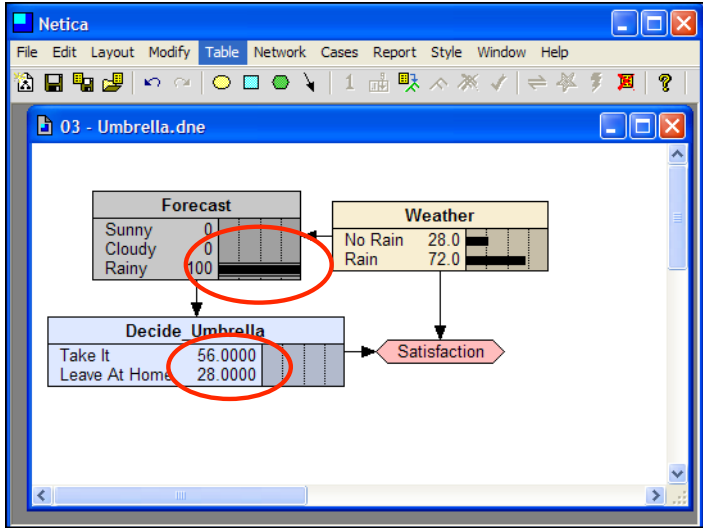 Netica
File Edit Layout Modify Table Network Cases Report Style Window Help
1 ?
03 - Umbrella.dne
Forecast
Sunny 0
Cloudy 0
Rainy 100
Weather
No Rain 28.0
Rain 72.0
Decide_Umbrella
Take It 56.0000
Leave At Home 28.0000
Satisfaction